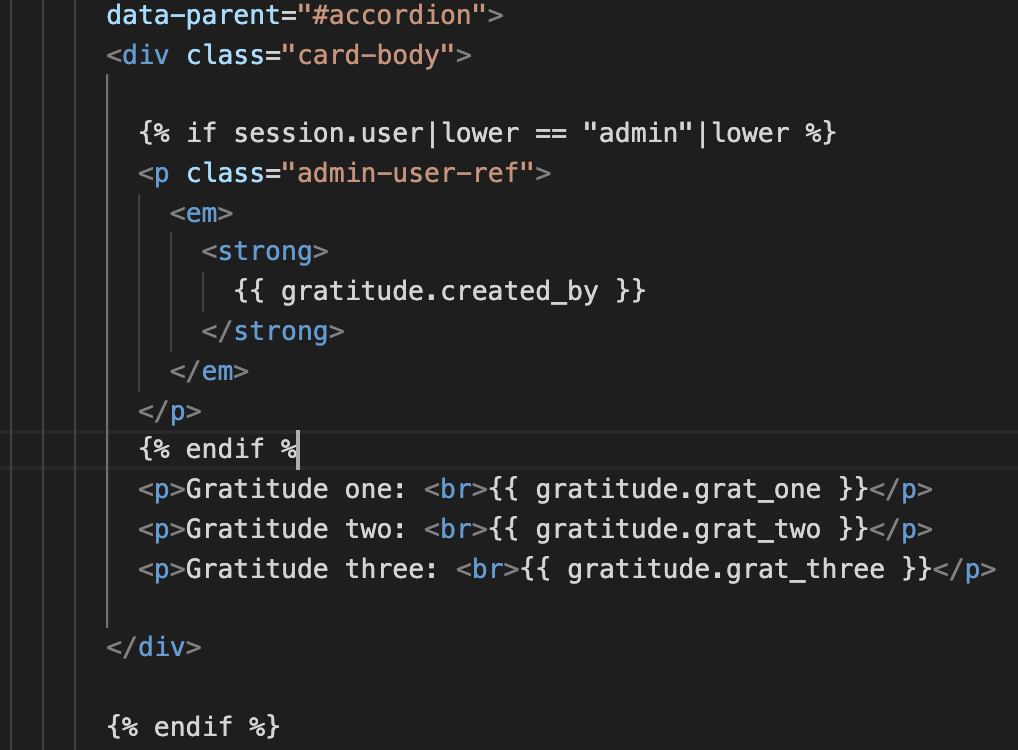 data-parent="#accordion">
<div class="card-body">
{% if session.user|lower == "admin"|lower %}
<p class="admin-user-ref">
<em>
<strong>
{{ gratitude.created_by }}
</strong>
</em>
</p>
{% endif %
<p>Gratitude one: <br>{{ gratitude.grat_one }}</p>
<p>Gratitude two: <br>{{ gratitude.grat_two }}</p>
<p>Gratitude three: <br>{{ gratitude.grat_three }}</p>
</div>
{% endif %}